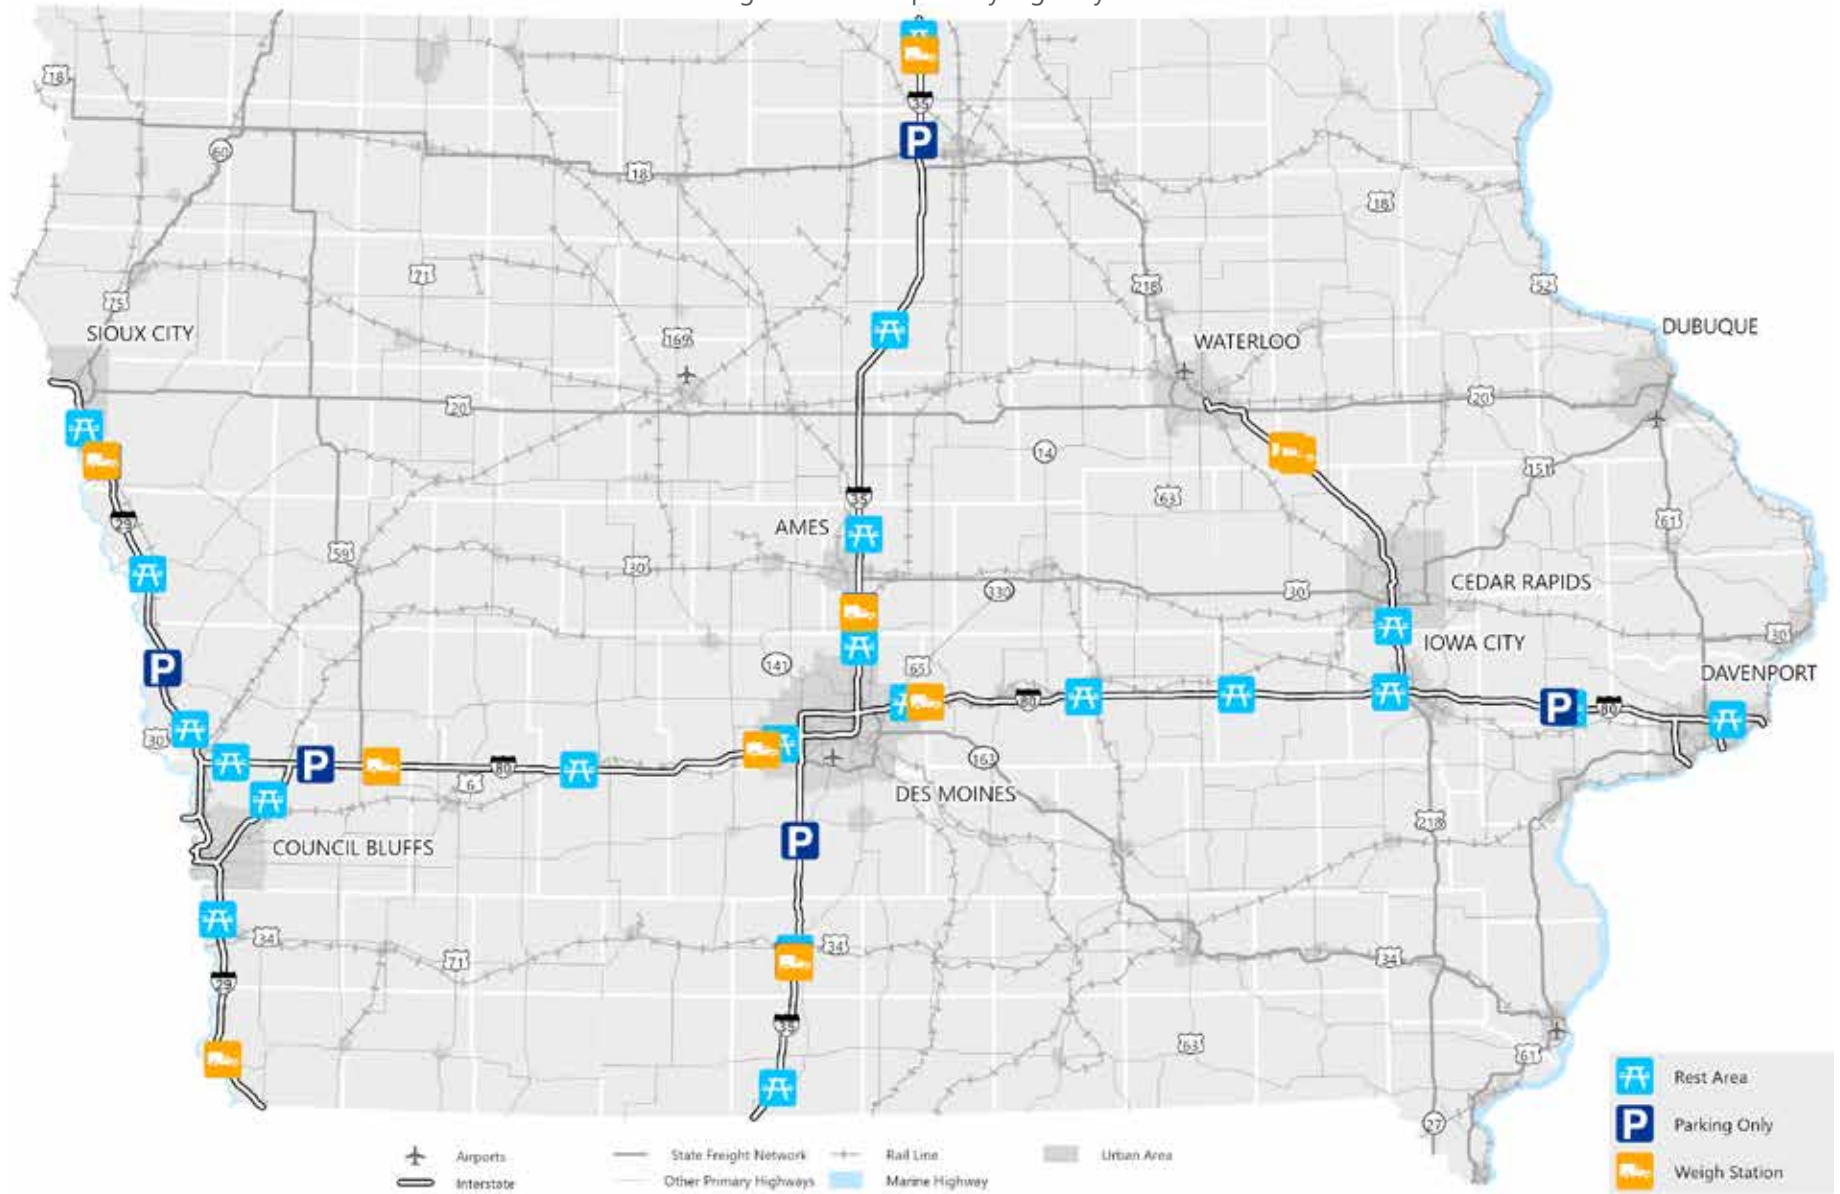 35
18
60
18
18
71
218
52
75
SIOUX CITY
169
WATERLOO
DUBUQUE
20
20
14
151
35
63
29
61
AMES
59
30
CEDAR RAPIDS
330
30
30
IOWA CITY
141
65
DAVENPORT
80
80
30
163
80
6
DES MOINES
218
COUNCIL BLUFFS
34
34
71
34
29
35
63
61
27
P
P
P
P
P
Rest Area
P Parking Only
Weigh Station
Airports
State Freight Network
Rail Line
Urban Area
Interstate
Other Primary Highways
Marine Highway